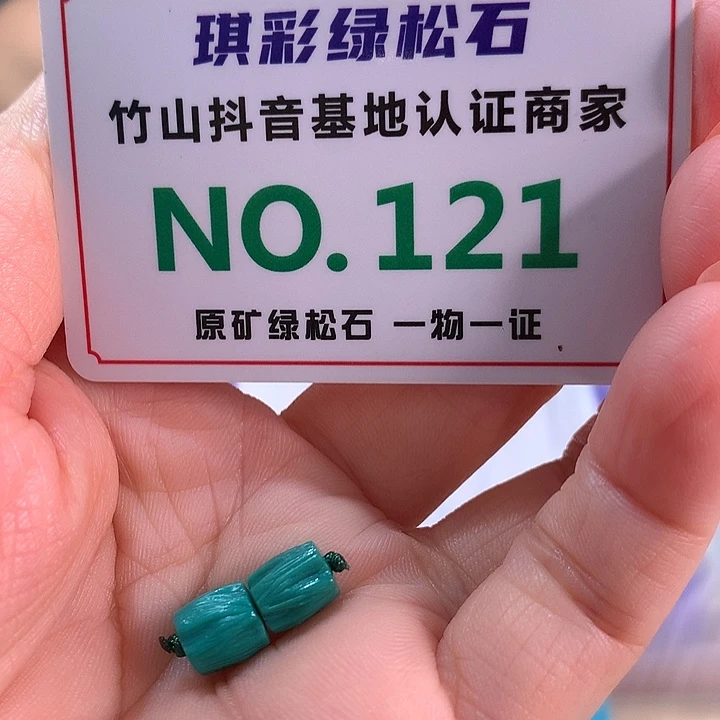 琪彩绿松石
竹山抖音基地认证商家
NO.121
原矿绿松石 一物一证